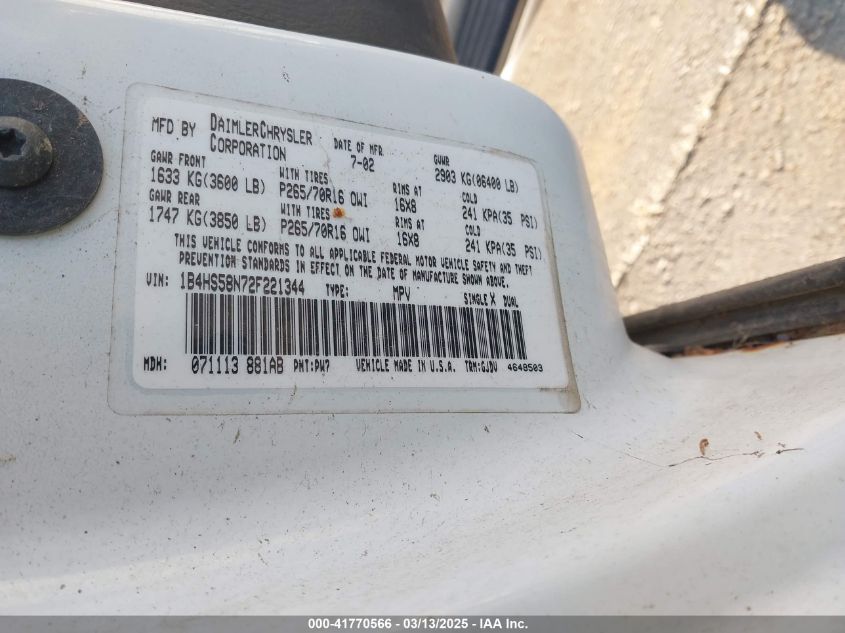 MFD BY DAIMLERCHRYSLER CORPORATION DATE OF MFR 7-02 GVWR 2903 KG(06400 LB)
GAWR FRONT WITH TIRES RIMS AT COLD
1633 KG(3600 LB) P265/70R16 OWI 16X8 241 KPA(35 PSI)
GAWR REAR WITH TIRES RIMS AT COLD
1747 KG(3850 LB) P265/70R16 OWI 16X8 241 KPA(35 PSI)
THIS VEHICLE CONFORMS TO ALL APPLICABLE FEDERAL MOTOR VEHICLE SAFETY AND THEFT
PREVENTION STANDARDS IN EFFECT ON THE DATE OF MANUFACTURE SHOWN ABOVE.
VIN: 1B4HS58N72F221344 TYPE: MPV SINGLE X DUAL
MDH: 071113 881AB PNT:PW7 VEHICLE MADE IN U.S.A. TRM:GJDV 4648503
000-41770566 - 03/13/2025 - IAA Inc.